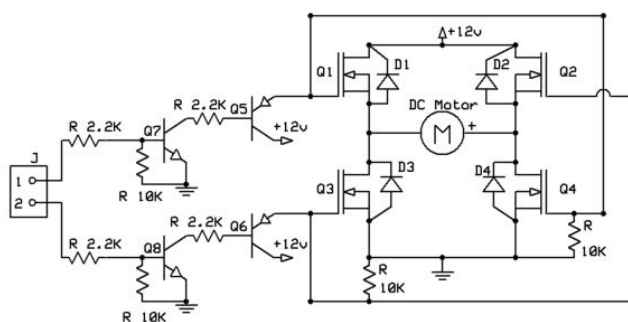 +12v
Q1
D1
D2
Q2
R 2.2K
Q5
DC Motor
R 2.2K
Q7
+12v
M
+
J
1
2
R 10K
Q3
D3
D4
Q4
R 2.2K
Q6
R 2.2K
Q8
+12v
R
10K
R
10K
R 10K